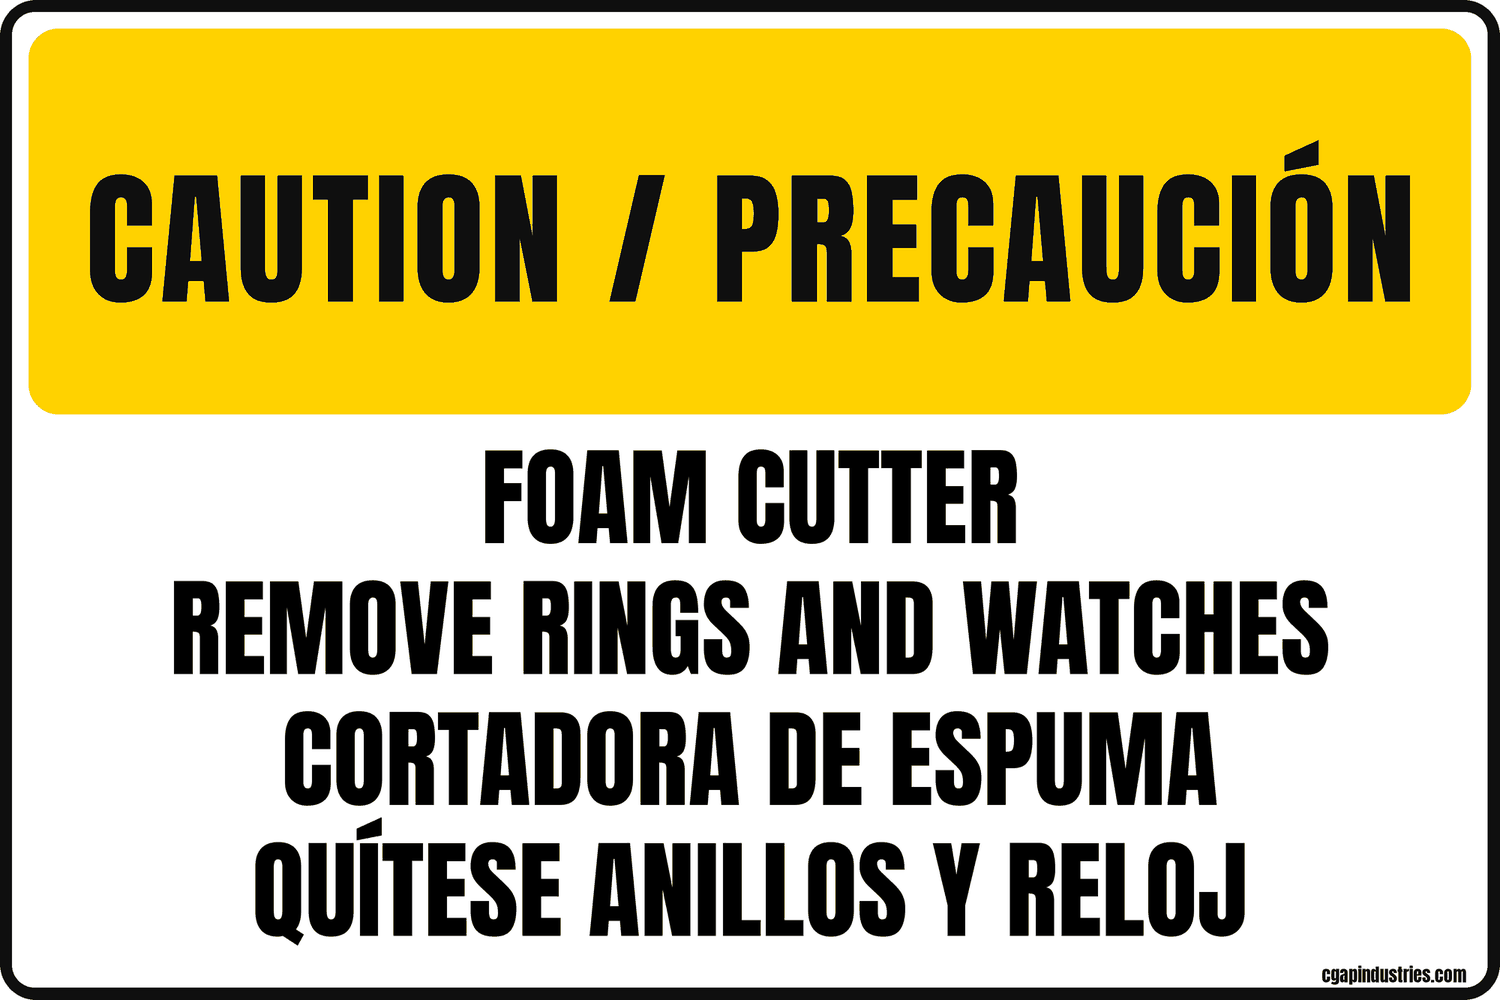 CAUTION / PRECAUCIÓN
FOAM CUTTER
REMOVE RINGS AND WATCHES
CORTADORA DE ESPUMA
QUÍTESE ANILLOS Y RELOJ
cgapindustries.com